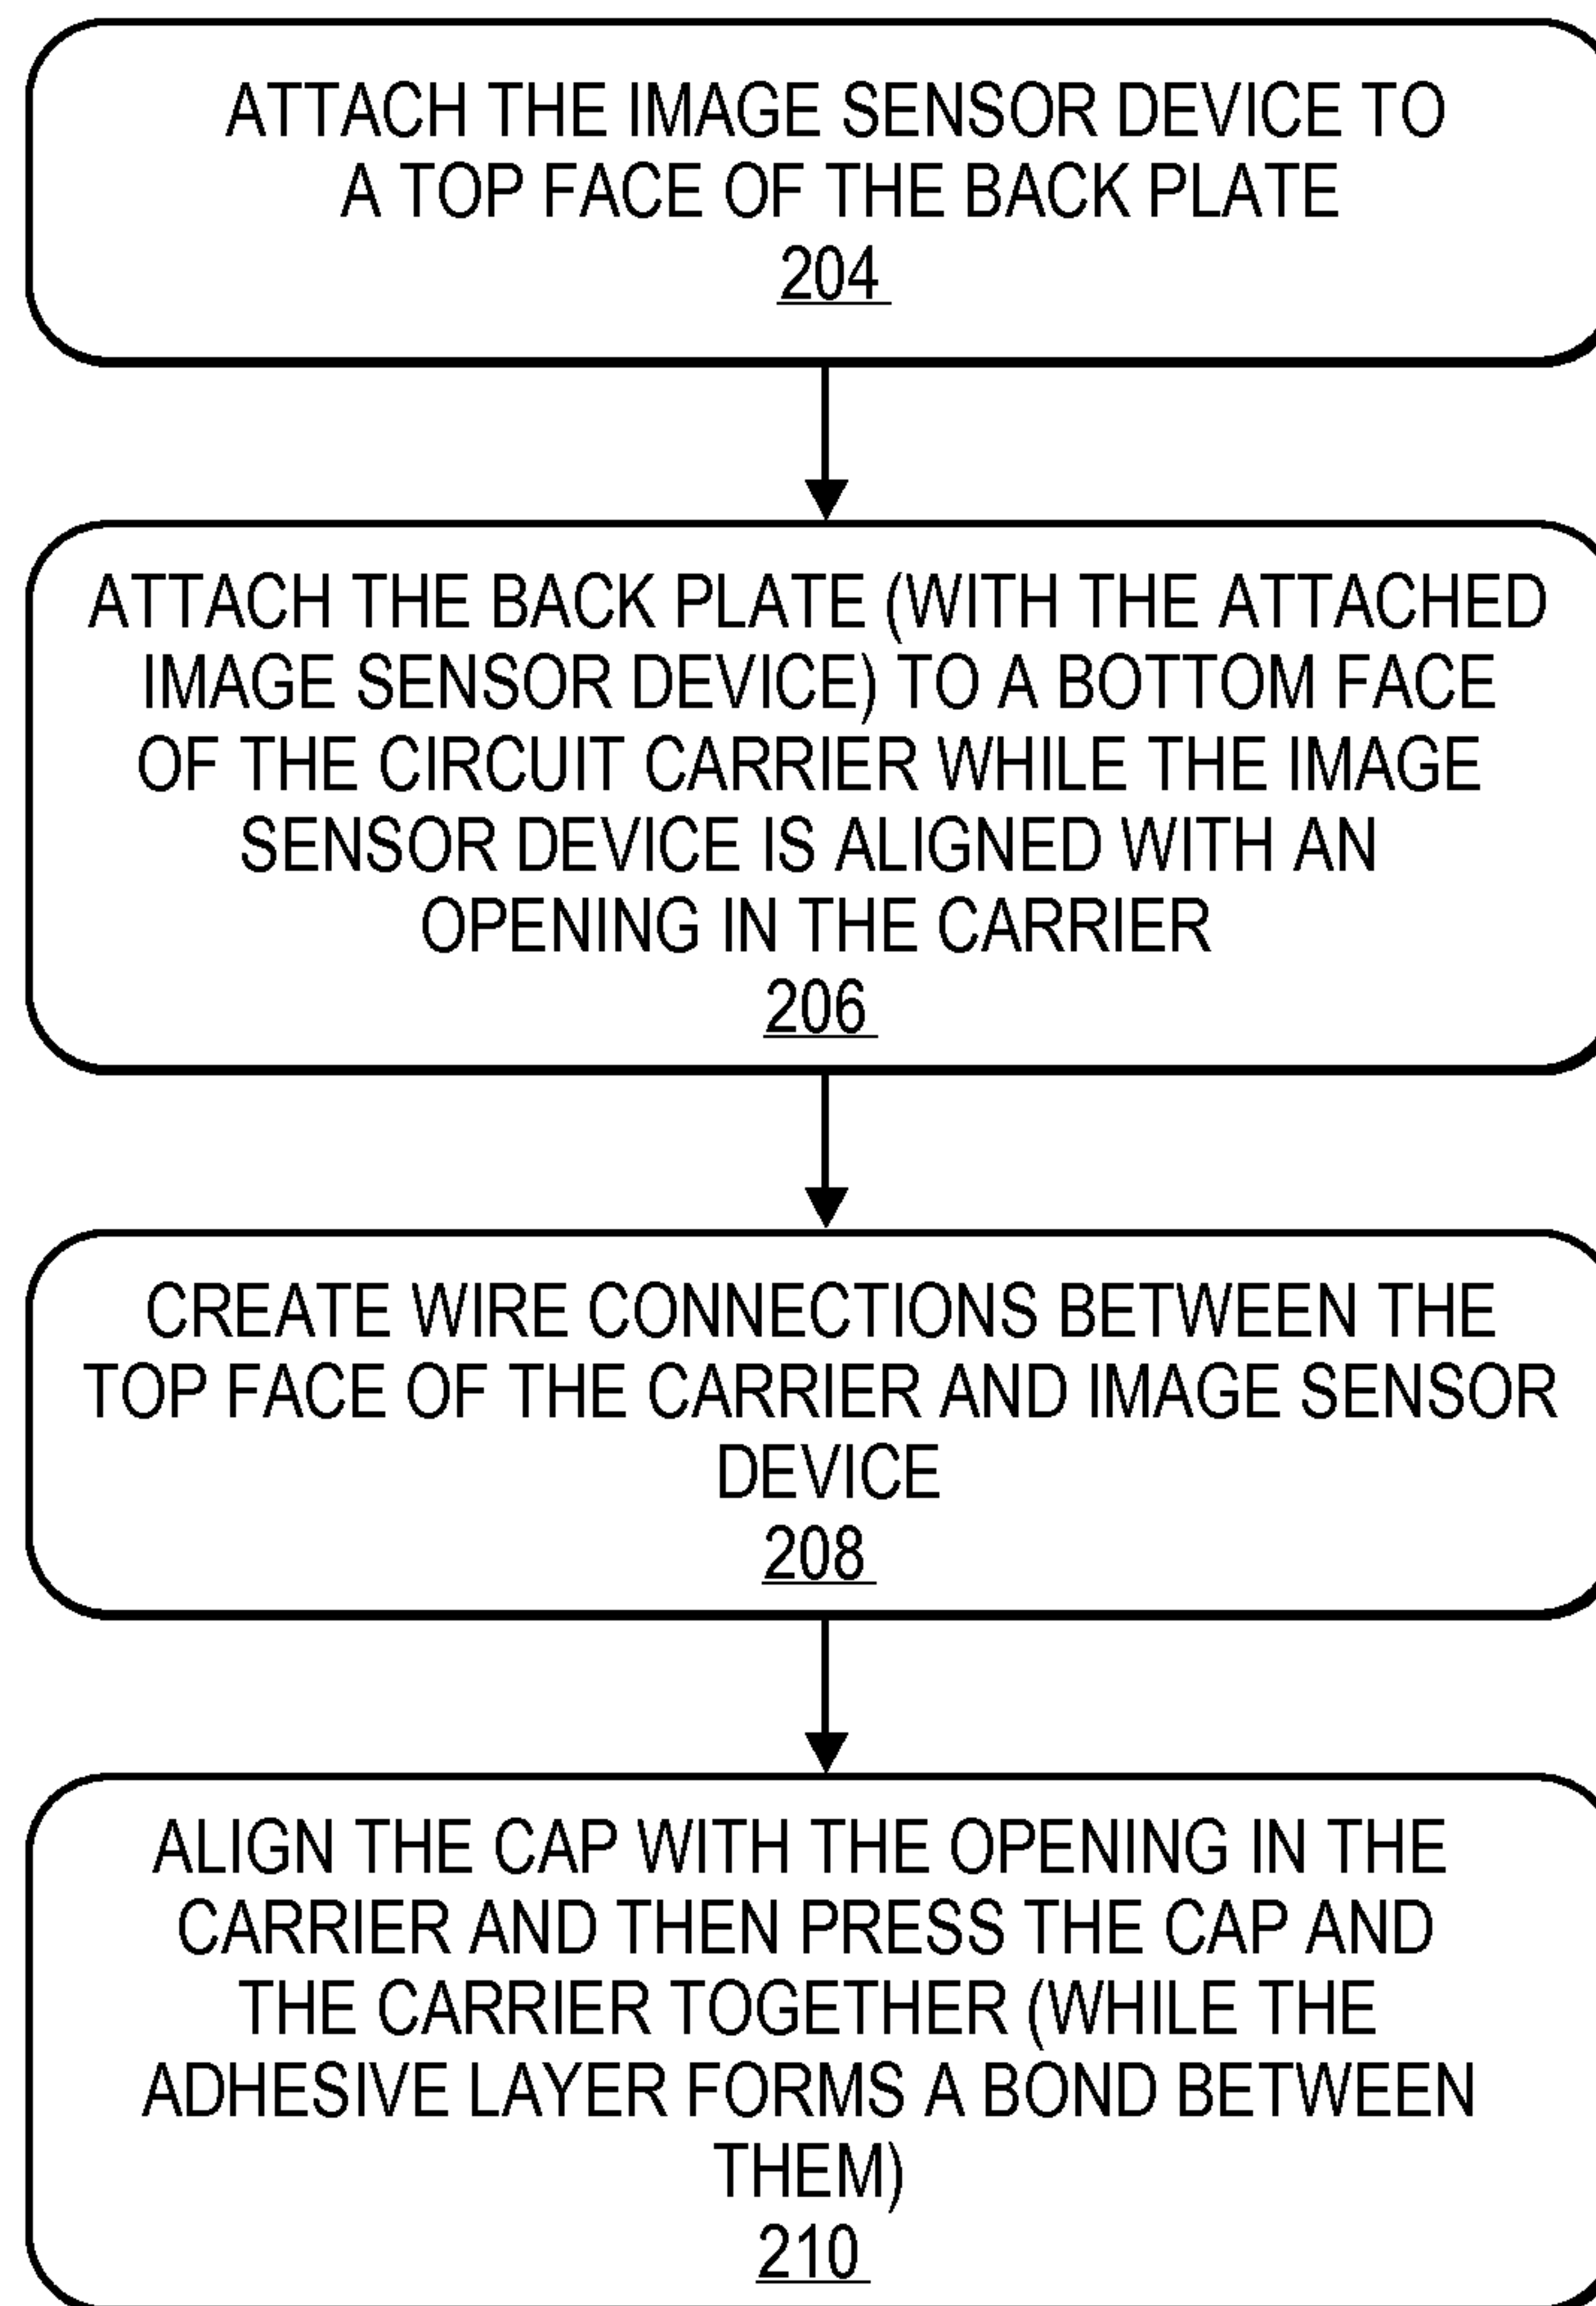 ATTACH THE IMAGE SENSOR DEVICE TO
A TOP FACE OF THE BACK PLATE
204
ATTACH THE BACK PLATE (WITH THE ATTACHED
IMAGE SENSOR DEVICE) TO A BOTTOM FACE
OF THE CIRCUIT CARRIER WHILE THE IMAGE
SENSOR DEVICE IS ALIGNED WITH AN
OPENING IN THE CARRIER
206
CREATE WIRE CONNECTIONS BETWEEN THE
TOP FACE OF THE CARRIER AND IMAGE SENSOR
DEVICE
208
ALIGN THE CAP WITH THE OPENING IN THE
CARRIER AND THEN PRESS THE CAP AND
THE CARRIER TOGETHER (WHILE THE
ADHESIVE LAYER FORMS A BOND BETWEEN
THEM)
210